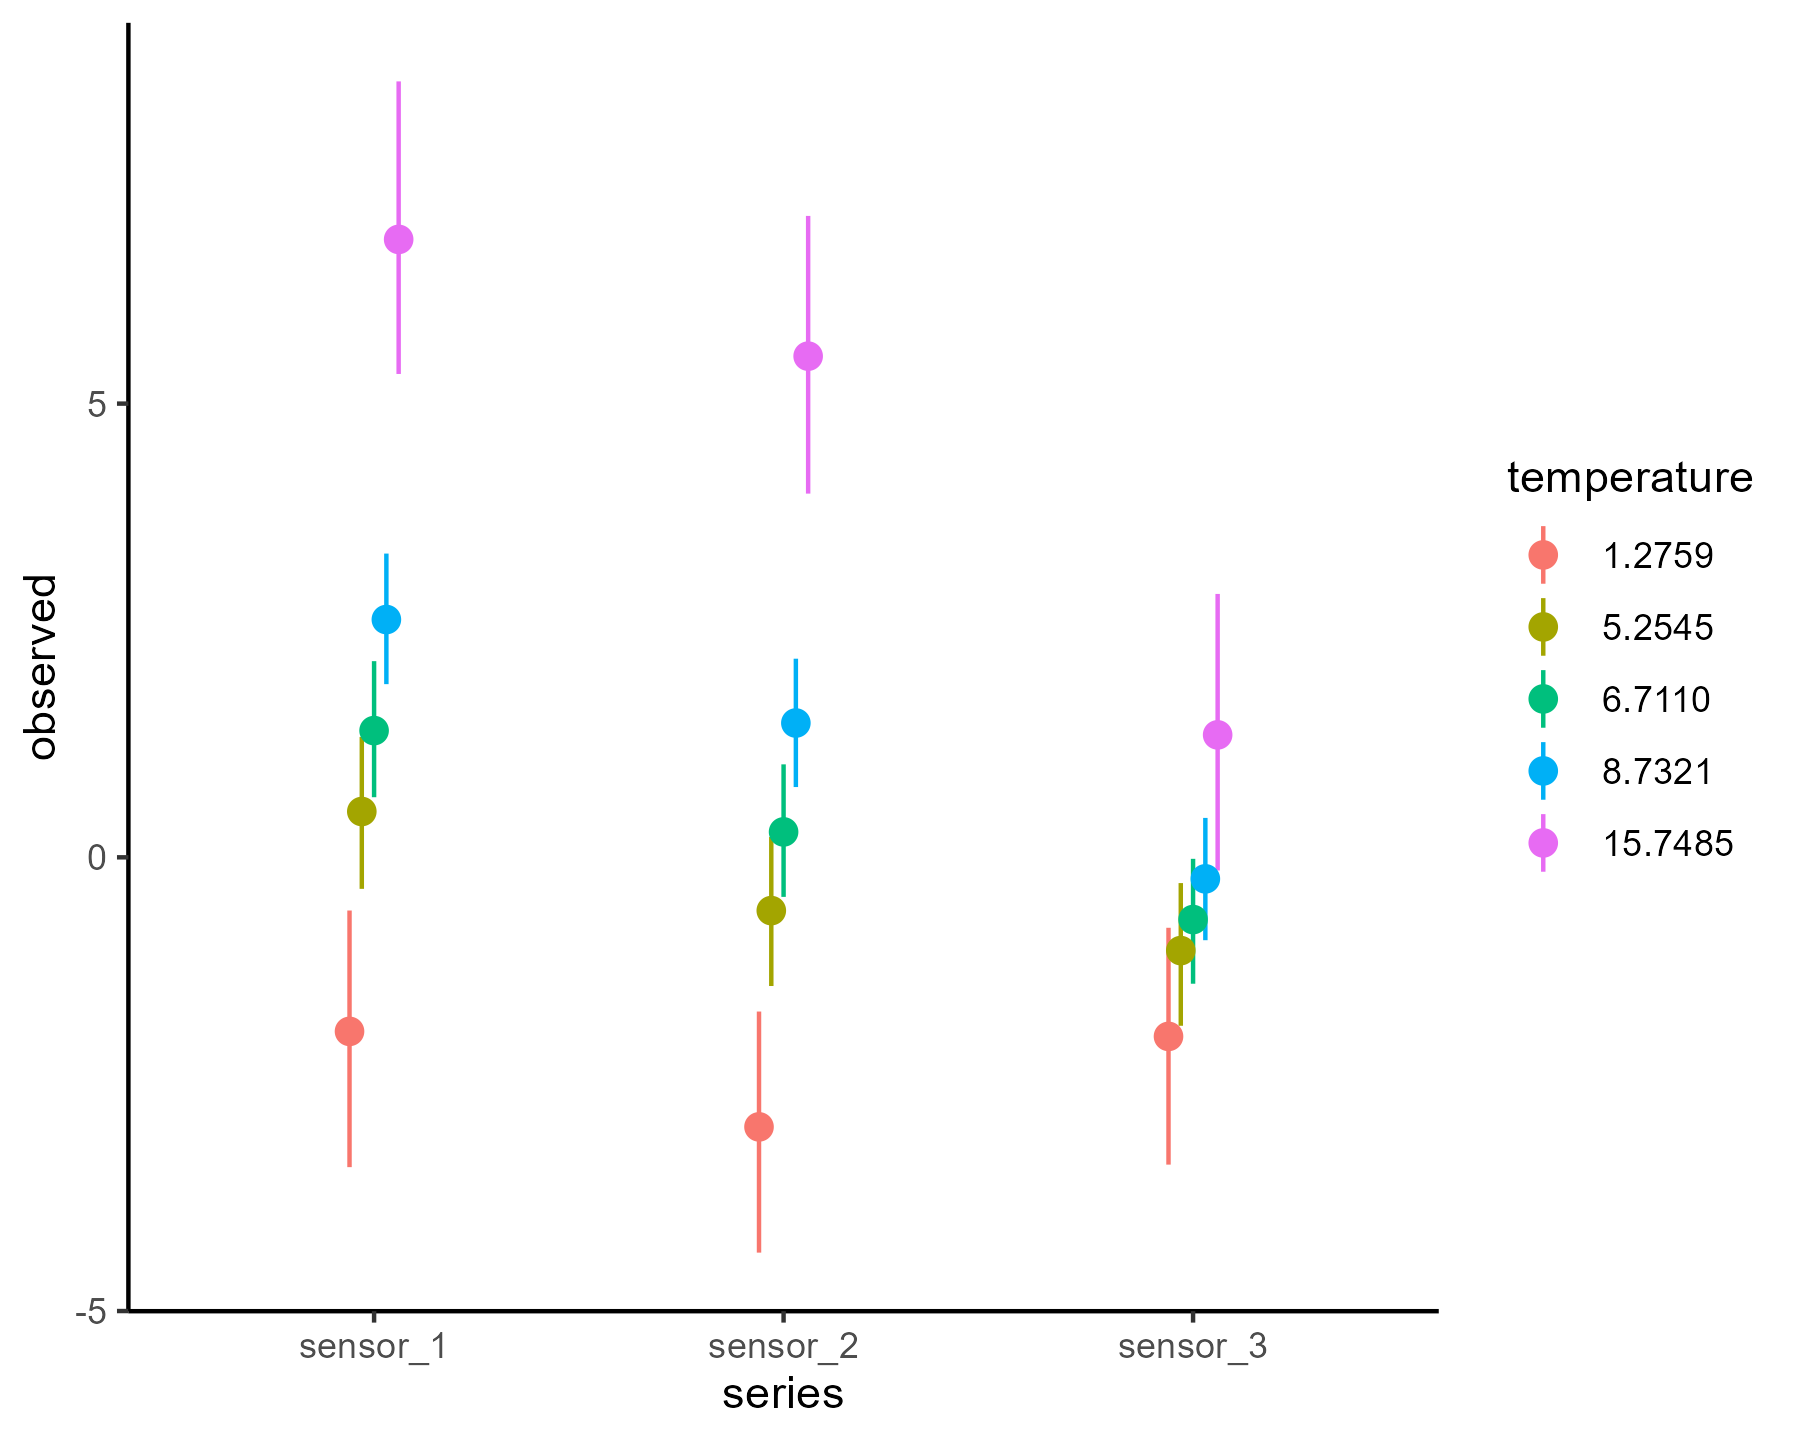 observed
5
0
-5
sensor_1
sensor_2
sensor_3
series
temperature
1.2759
5.2545
6.7110
8.7321
15.7485